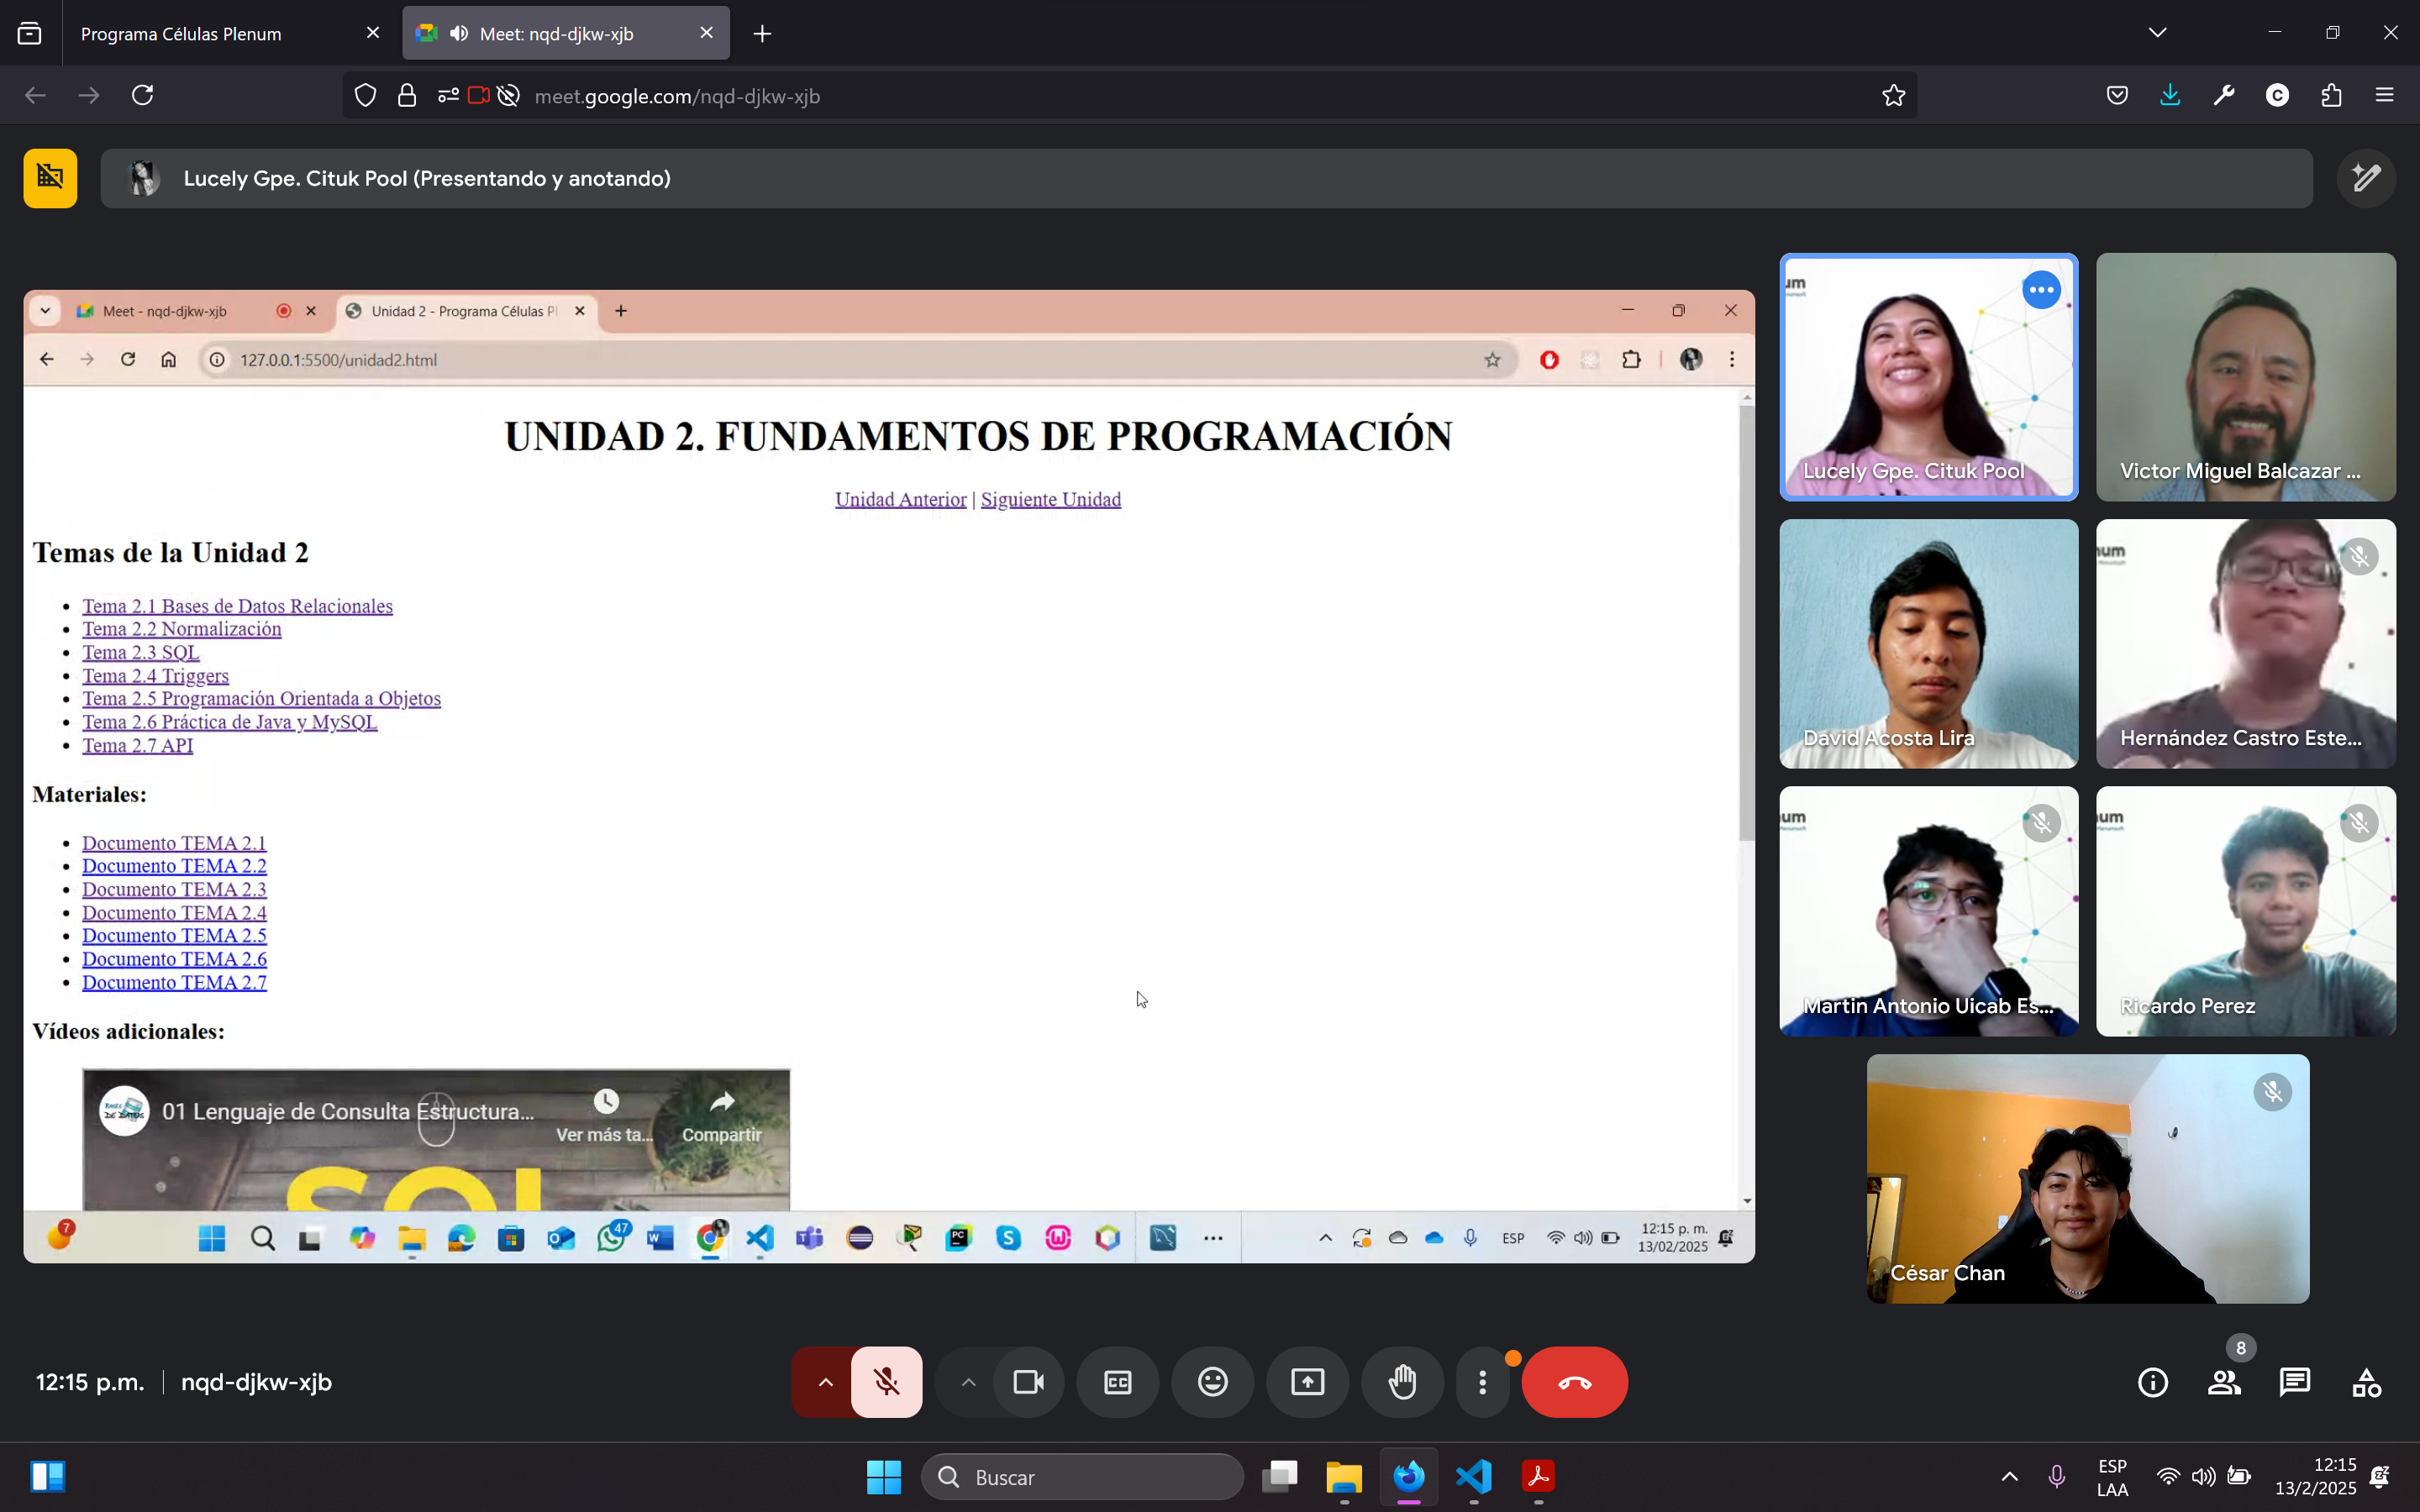 Programa Células Plenum
Meet: nqd-djkw-xjb
meet.google.com/nqd-djkw-xjb
Lucely Gpe. Cituk Pool (Presentando y anotando)
Meet - nqd-djkw-xjb
Unidad 2 - Programa Células Pl
127.0.0.1:5500/unidad2.html
UNIDAD 2. FUNDAMENTOS DE PROGRAMACIÓN
Unidad Anterior | Siguiente Unidad
Temas de la Unidad 2
Tema 2.1 Bases de Datos Relacionales
Tema 2.2 Normalización
Tema 2.3 SQL
Tema 2.4 Triggers
Tema 2.5 Programación Orientada a Objetos
Tema 2.6 Práctica de Java y MySQL
Tema 2.7 API
Materiales:
Documento TEMA 2.1
Documento TEMA 2.2
Documento TEMA 2.3
Documento TEMA 2.4
Documento TEMA 2.5
Documento TEMA 2.6
Documento TEMA 2.7
Vídeos adicionales:
01 Lenguaje de Consulta Estructura...
Ver más ta...
Compartir
SQL
7
47
ESP
12:15 p. m.
13/02/2025
um
Lucely Gpe. Cituk Pool
Victor Miguel Balcazar ...
David Acosta Lira
num
Hernández Castro Este...
um
Martin Antonio Uicab Es...
um
Ricardo Perez
César Chan
12:15 p.m.
nqd-djkw-xjb
8
Buscar
ESP
LAA
12:15
13/2/2025